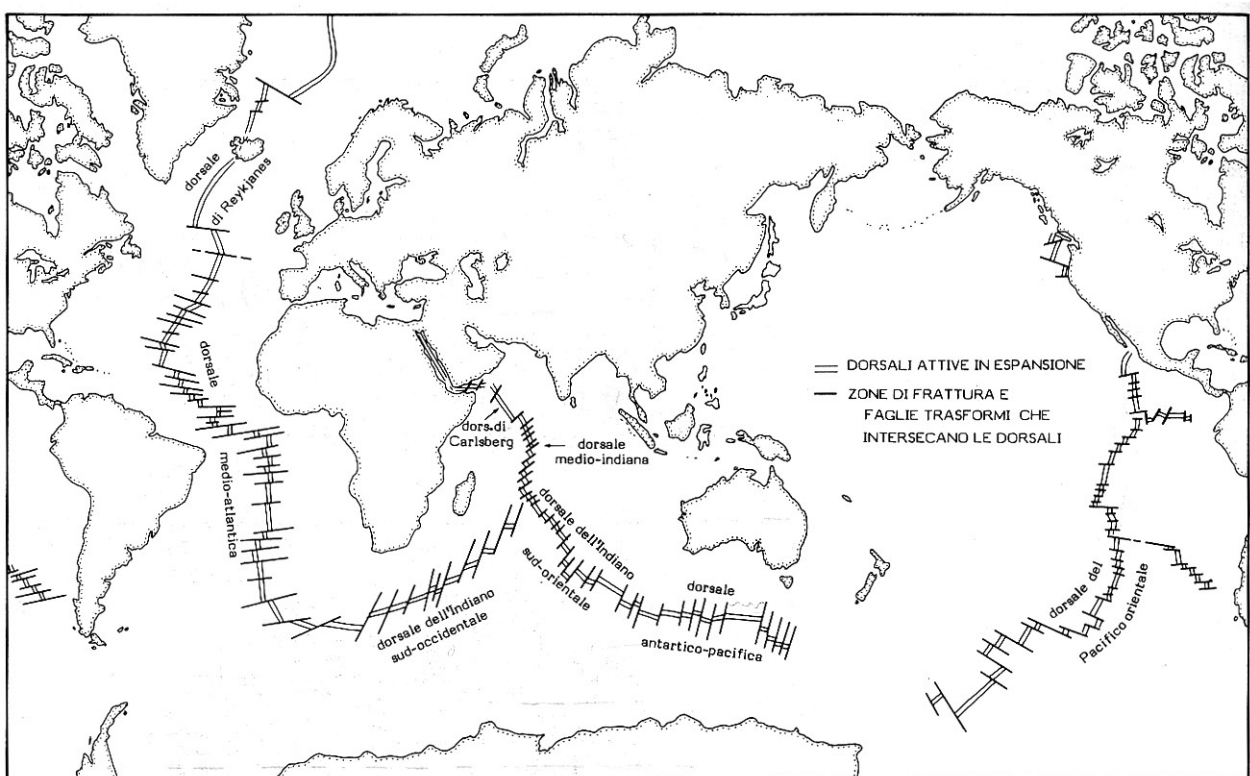 dorsale
di Reykjanes
dorsale
medio-atlantica
dors. di
Carlsberg
dorsale
medio-indiana
dorsale dell'Indiano
sud-orientale
dorsale dell'Indiano
sud-occidentale
dorsale
antartico-pacifica
DORSALI ATTIVE IN ESPANSIONE
ZONE DI FRATTURA E
FAGLIE TRASFORMI CHE
INTERSECANO LE DORSALI
dorsale del
Pacifico orientale